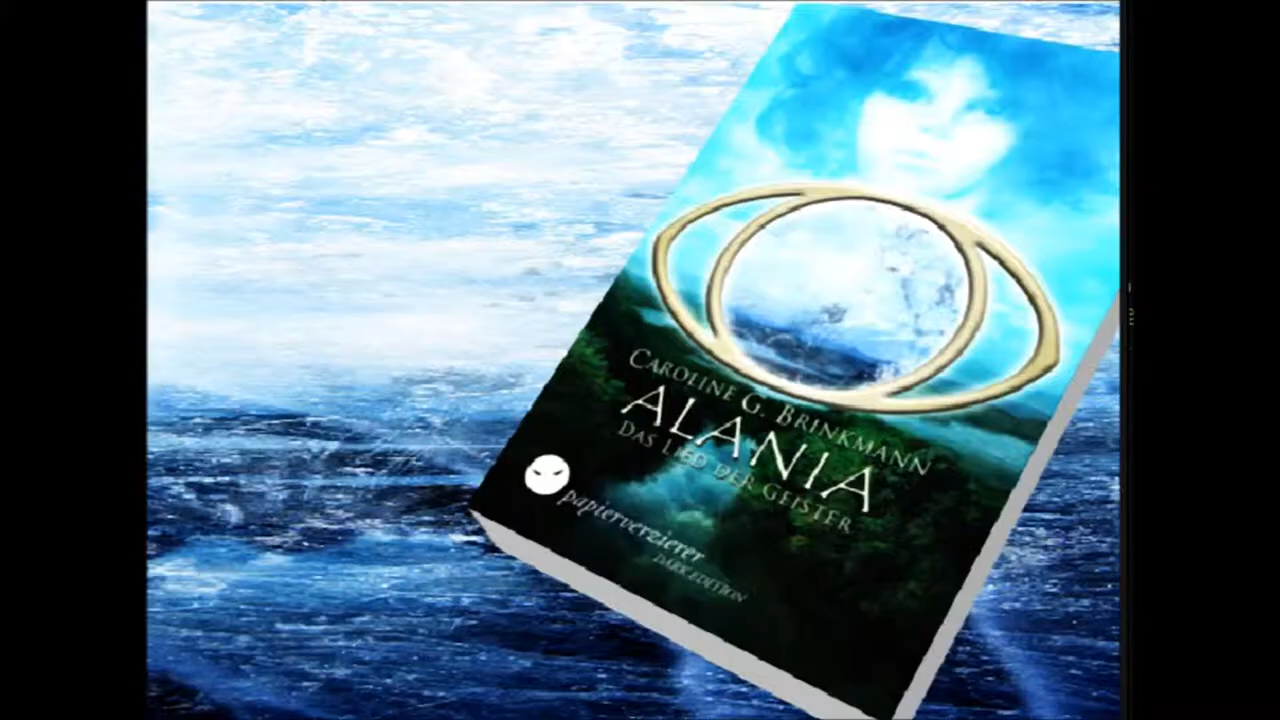 CAROLINE G. BRINKMANN
ALANIA
DAS LIED DER GEISTER
papierverzierer
DARK EDITION